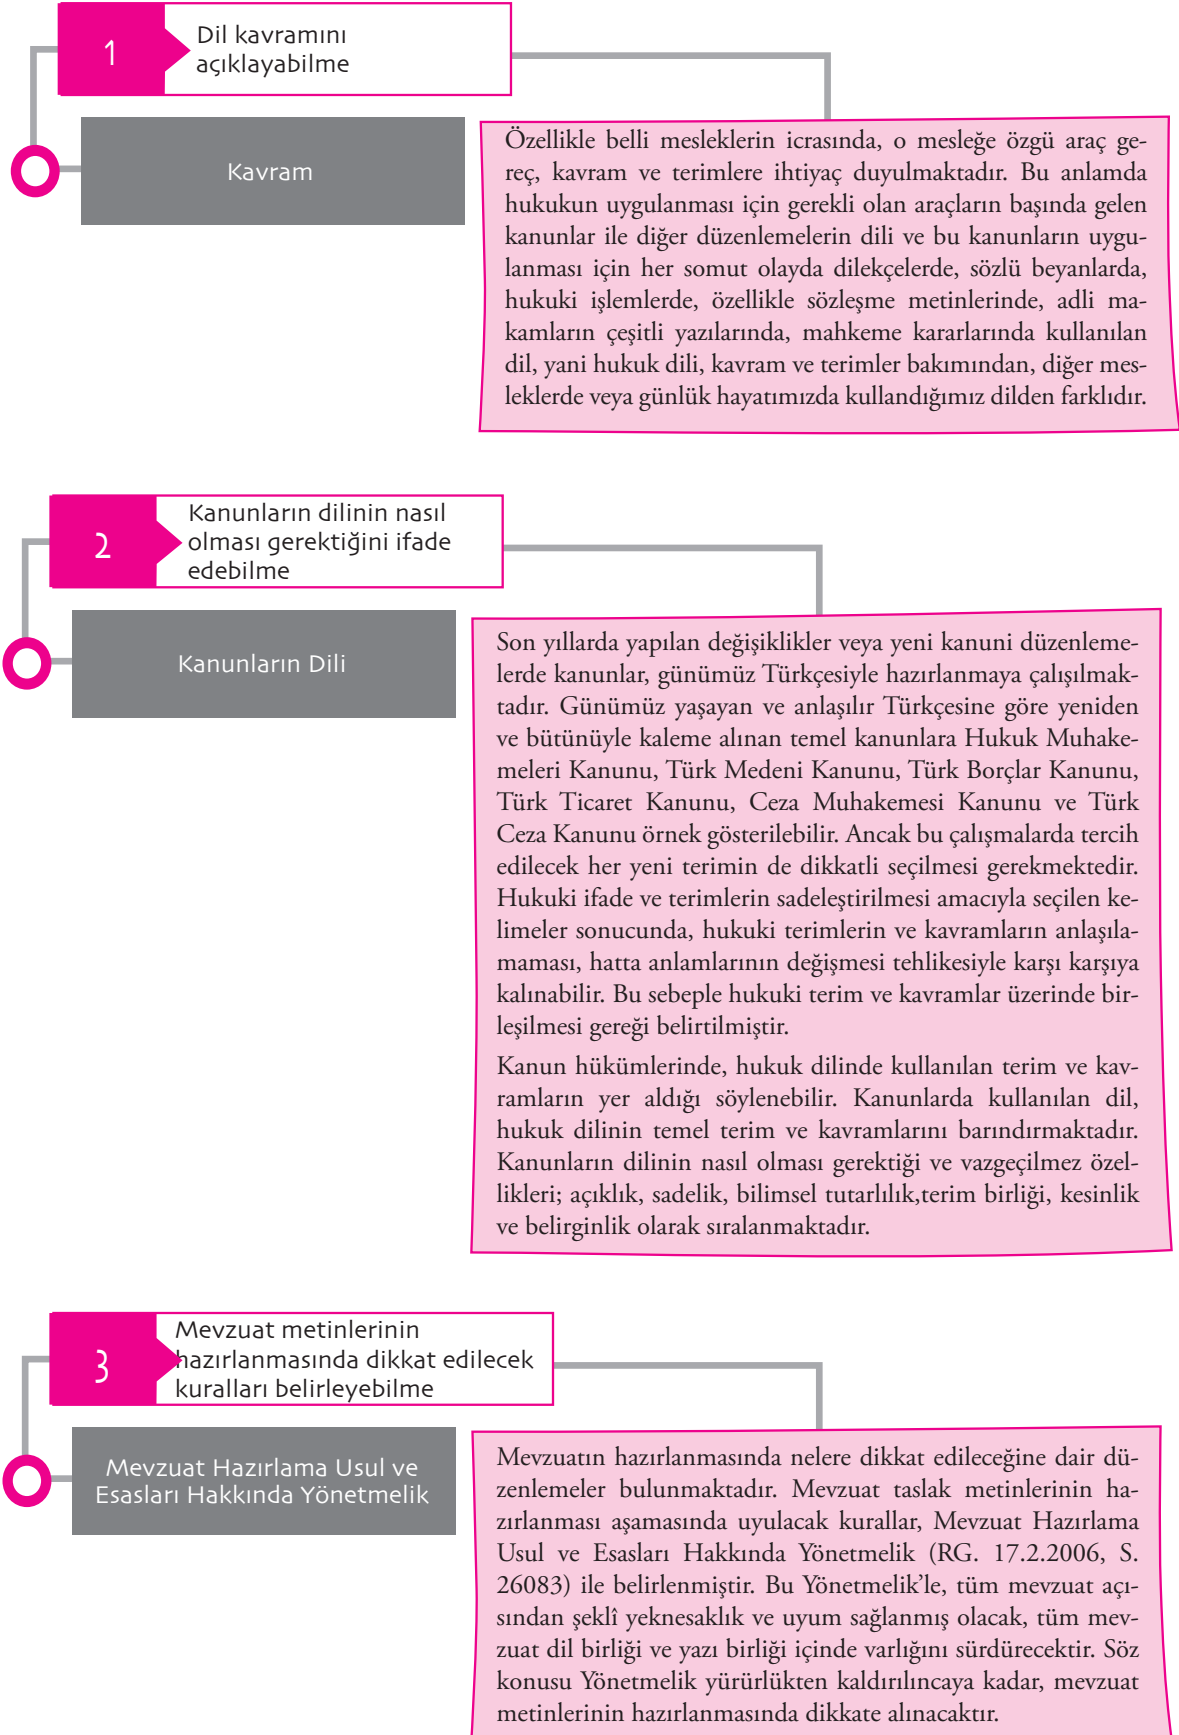 1
Dil kavramını
açıklayabilme
Kavram
Özellikle belli mesleklerin icrasında, o mesleğe özgü araç ge-
reç, kavram ve terimlere ihtiyaç duyulmaktadır. Bu anlamda
hukukun uygulanması için gerekli olan araçların başında gelen
kanunlar ile diğer düzenlemelerin dili ve bu kanunların uygu-
lanması için her somut olayda dilekçelerde, sözlü beyanlarda,
hukuki işlemlerde, özellikle sözleşme metinlerinde, adli ma-
kamların çeşitli yazılarında, mahkeme kararlarında kullanılan
dil, yani hukuk dili, kavram ve terimler bakımından, diğer mes-
leklerde veya günlük hayatımızda kullandığımız dilden farklıdır.
2
Kanunların dilinin nasıl
olması gerektiğini ifade
edebilme
Kanunların Dili
Son yıllarda yapılan değişiklikler veya yeni kanuni düzenleme-
lerde kanunlar, günümüz Türkçesiyle hazırlanmaya çalışılmak-
tadır. Günümüz yaşayan ve anlaşılır Türkçesine göre yeniden
ve bütünüyle kaleme alınan temel kanunlara Hukuk Muhake-
meleri Kanunu, Türk Medeni Kanunu, Türk Borçlar Kanunu,
Türk Ticaret Kanunu, Ceza Muhakemesi Kanunu ve Türk
Ceza Kanunu örnek gösterilebilir. Ancak bu çalışmalarda tercih
edilecek her yeni terimin de dikkatli seçilmesi gerekmektedir.
Hukuki ifade ve terimlerin sadeleştirilmesi amacıyla seçilen ke-
limeler sonucunda, hukuki terimlerin ve kavramların anlaşıla-
maması, hatta anlamlarının değişmesi tehlikesiyle karşı karşıya
kalınabilir. Bu sebeple hukuki terim ve kavramlar üzerinde bir-
leşilmesi gereği belirtilmiştir.
Kanun hükümlerinde, hukuk dilinde kullanılan terim ve kav-
ramların yer aldığı söylenebilir. Kanunlarda kullanılan dil,
hukuk dilinin temel terim ve kavramlarını barındırmaktadır.
Kanunların dilinin nasıl olması gerektiği ve vazgeçilmez özel-
likleri; açıklık, sadelik, bilimsel tutarlılık,terim birliği, kesinlik
ve belirginlik olarak sıralanmaktadır.
3
Mevzuat metinlerinin
hazırlanmasında dikkat edilecek
kuralları belirleyebilme
Mevzuat Hazırlama Usul ve
Esasları Hakkında Yönetmelik
Mevzuatın hazırlanmasında nelere dikkat edileceğine dair dü-
zenlemeler bulunmaktadır. Mevzuat taslak metinlerinin ha-
zırlanması aşamasında uyulacak kurallar, Mevzuat Hazırlama
Usul ve Esasları Hakkında Yönetmelik (RG. 17.2.2006, S.
26083) ile belirlenmiştir. Bu Yönetmelik’le, tüm mevzuat açı-
sından şeklî yeknesaklık ve uyum sağlanmış olacak, tüm mev-
zuat dil birliği ve yazı birliği içinde varlığını sürdürecektir. Söz
konusu Yönetmelik yürürlükten kaldırılıncaya kadar, mevzuat
metinlerinin hazırlanmasında dikkate alınacaktır.